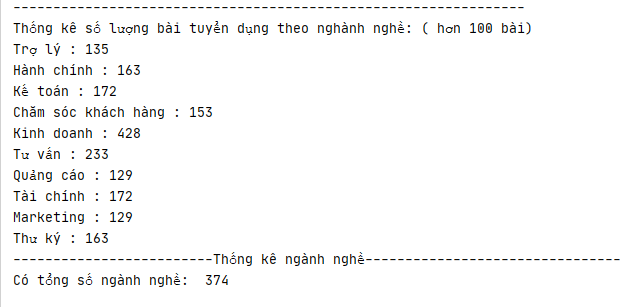 ----------------------------------------------------------------
Thống kê số lượng bài tuyển dụng theo nghành nghề: ( hơn 100 bài)
Trợ lý : 135
Hành chính : 163
Kế toán : 172
Chăm sóc khách hàng : 153
Kinh doanh : 428
Tư vấn : 233
Quảng cáo : 129
Tài chính : 172
Marketing : 129
Thư ký : 163
-------------------------Thống kê ngành nghề--------------------------------
Có tổng số ngành nghề:  374